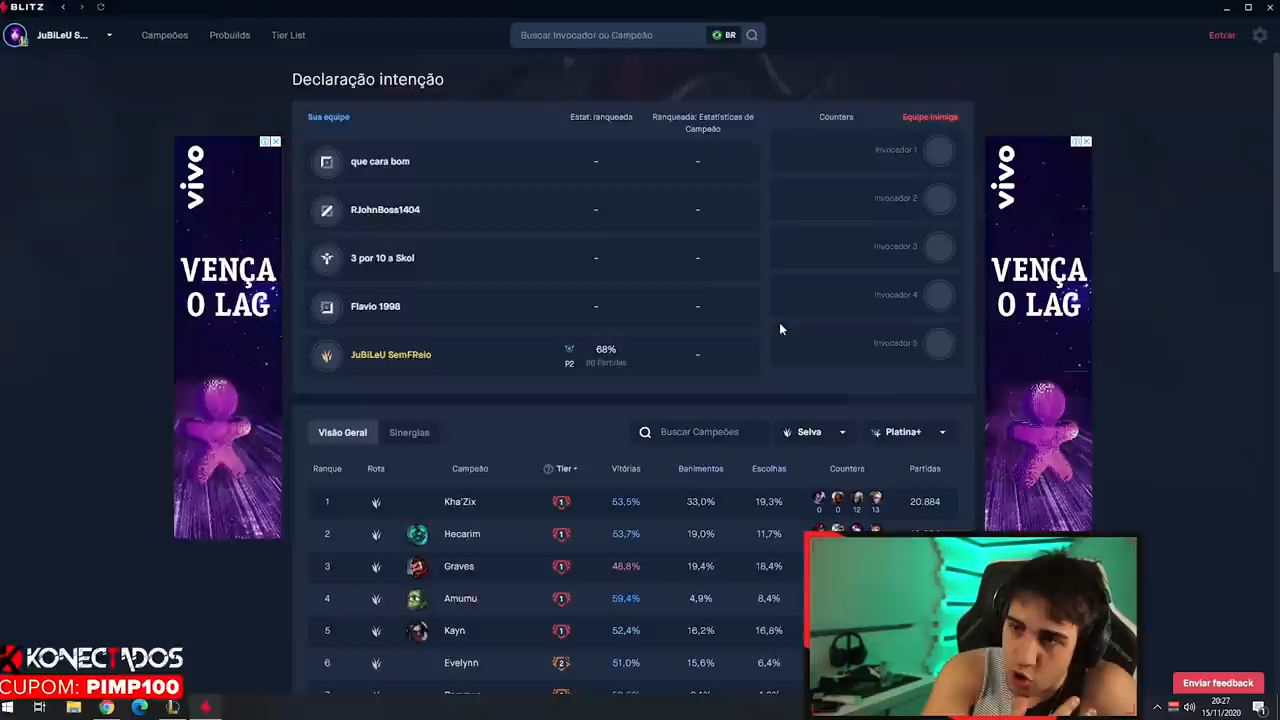 BLITZ
JuBiLeU S...
Campeões
Probuilds
Tier List
Buscar Invocador ou Campeão
BR
Entrar
Declaração intenção
Sua equipe
Estat. ranqueada
Ranqueada: Estatísticas de
Campeão
Counters
Equipe inimiga
que cara bom
-
-
Invocador 1
RJohnBoss1404
-
-
Invocador 2
3 por 10 a Skol
-
-
Invocador 3
Flavio 1998
-
-
Invocador 4
JuBiLeU SemFReio
P2
68%
86 Partidas
-
Invocador 5
vivo
VENÇA
O LAG
vivo
VENÇA
O LAG
Visão Geral
Sinergias
Buscar Campeões
Selva
Platina+
Ranque
Rota
Campeão
Tier
Vitórias
Banimentos
Escolhas
Counters
Partidas
1
Kha'Zix
1
53,5%
33,0%
19,3%
0
0
12
13
20.884
2
Hecarim
1
53,7%
19,0%
11,7%
3
Graves
1
48,8%
19,4%
18,4%
4
Amumu
1
59,4%
4,9%
8,4%
5
Kayn
1
52,4%
16,2%
16,8%
6
Evelynn
2
51,0%
15,6%
6,4%
KONECTADOS
CUPOM: PIMP100
Enviar feedback
20:27
15/11/2020